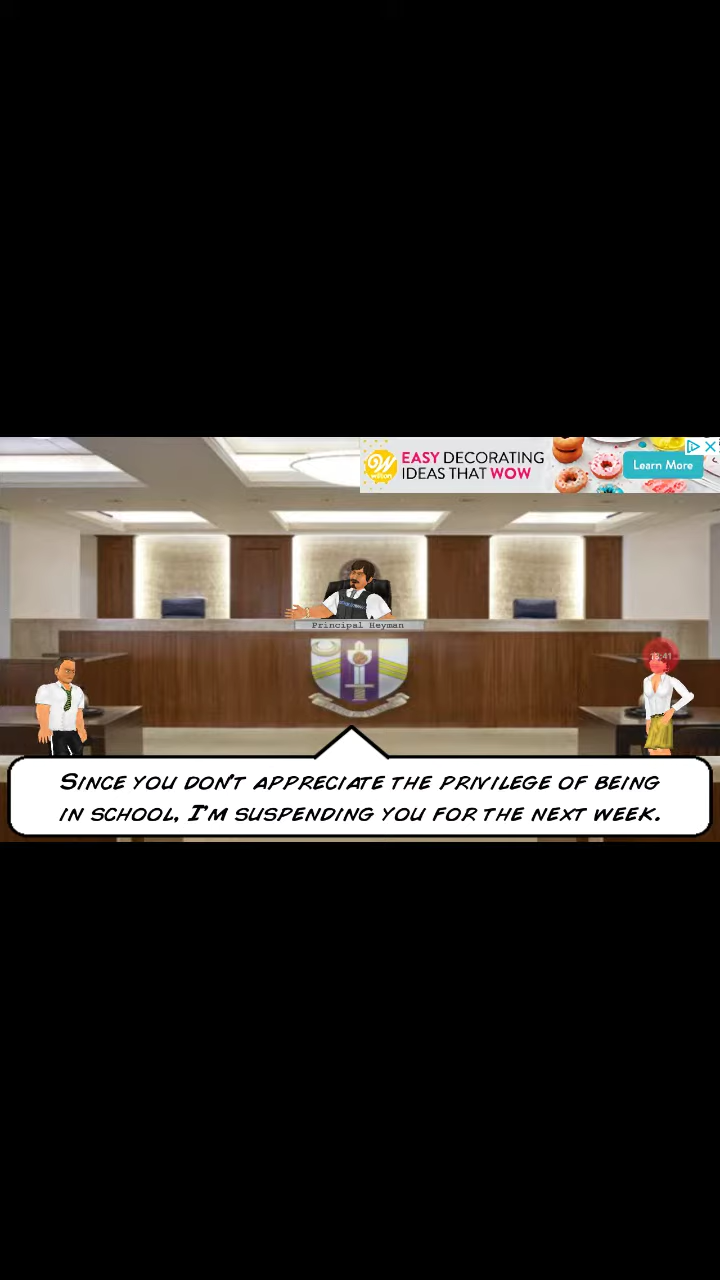 EASY DECORATING
IDEAS THAT WOW
Wilton
Learn More
Principal Heyman
SINCE YOU DON'T APPRECIATE THE PRIVILEGE OF BEING
IN SCHOOL, I'M SUSPENDING YOU FOR THE NEXT WEEK.